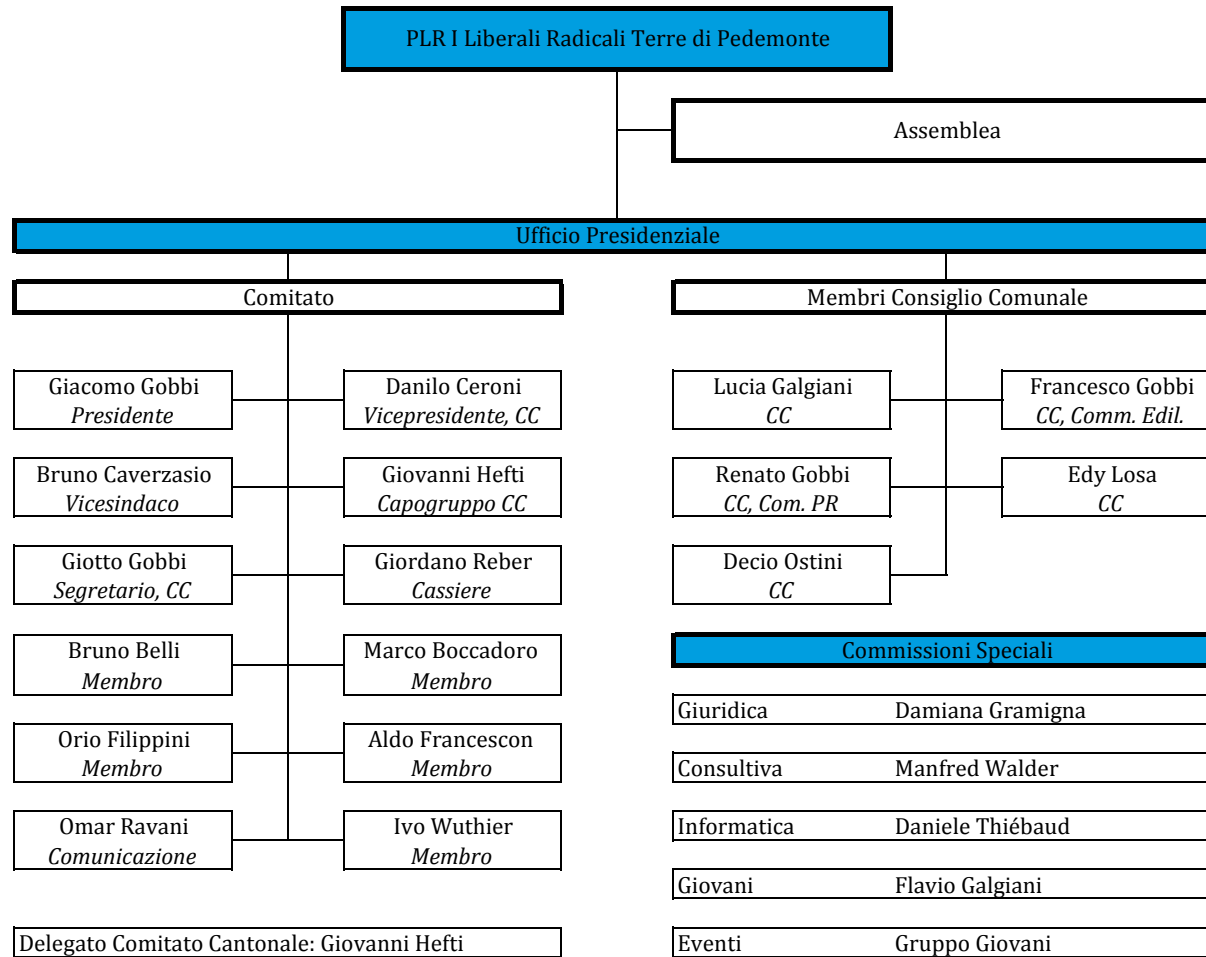 PLR I Liberali Radicali Terre di Pedemonte
Assemblea
Ufficio Presidenziale
Comitato
Giacomo Gobbi
Presidente
Danilo Ceroni
Vicepresidente, CC
Bruno Caverzasio
Vicesindaco
Giovanni Hefti
Capogruppo CC
Giotto Gobbi
Segretario, CC
Giordano Reber
Cassiere
Bruno Belli
Membro
Marco Boccadoro
Membro
Orio Filippini
Membro
Aldo Francescon
Membro
Omar Ravani
Comunicazione
Ivo Wuthier
Membro
Delegato Comitato Cantonale: Giovanni Hefti
Membri Consiglio Comunale
Lucia Galgiani
CC
Francesco Gobbi
CC, Comm. Edil.
Renato Gobbi
CC, Com. PR
Edy Losa
CC
Decio Ostini
CC
Commissioni Speciali
Giuridica Damiana Gramigna
Consultiva Manfred Walder
Informatica Daniele Thiébaud
Giovani Flavio Galgiani
Eventi Gruppo Giovani